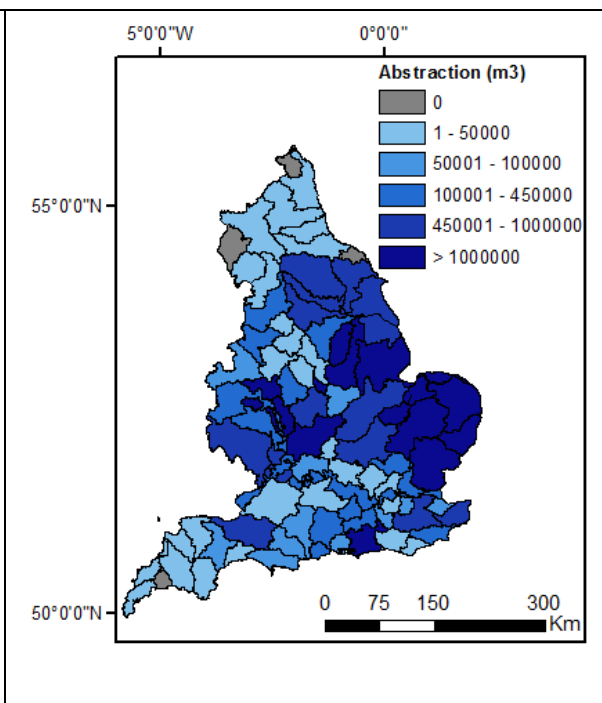 5°0'0"W 0°0'0"
Abstraction (m3)
0
1 - 50000
50001 - 100000
100001 - 450000
450001 - 1000000
> 1000000
55°0'0"N
50°0'0"N
0 75 150 300
Km